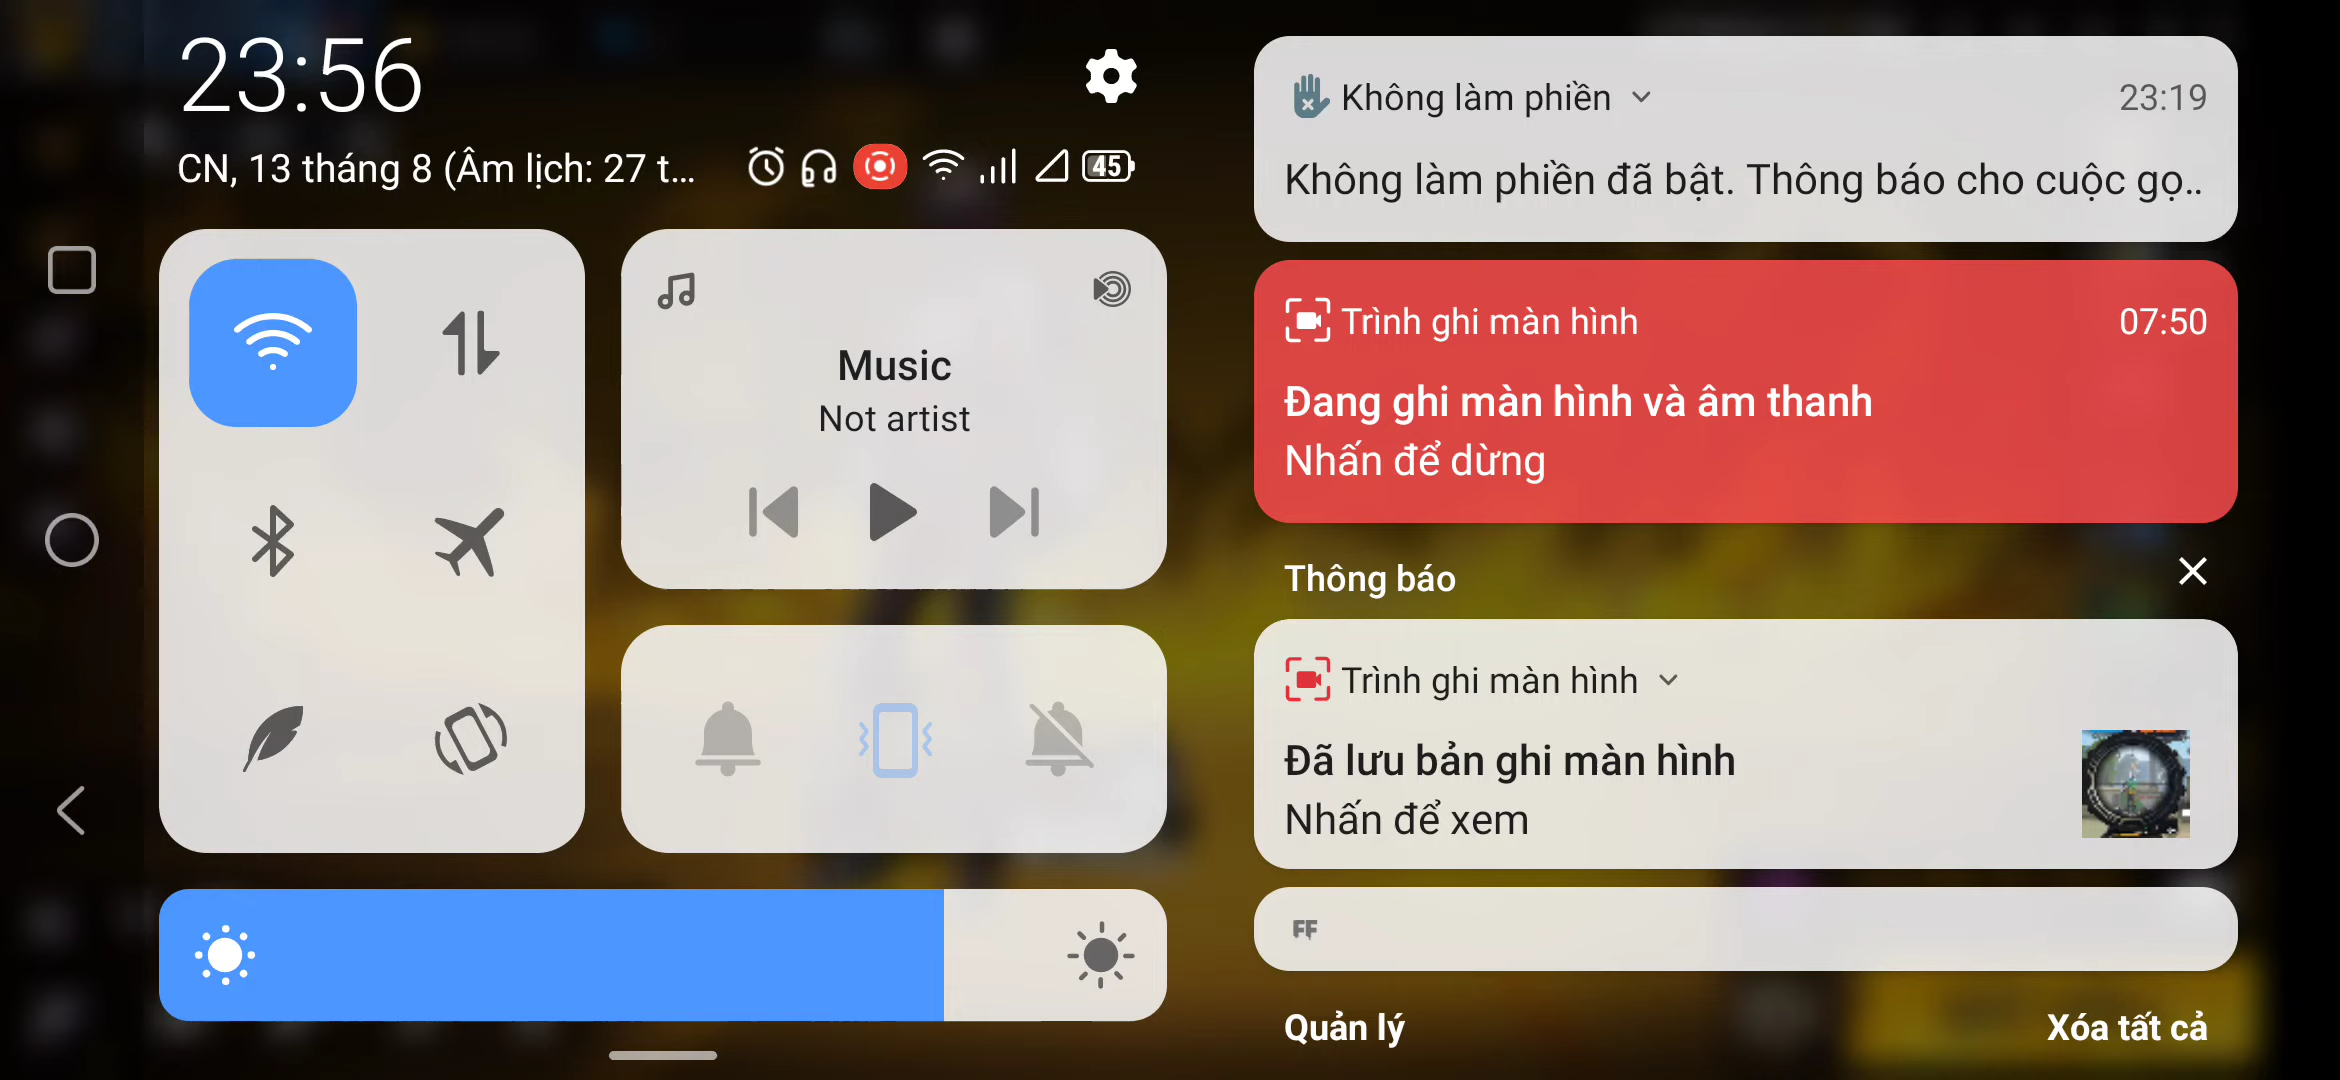 23:56
CN, 13 tháng 8 (Âm lịch: 27 t...
45
Music
Not artist
Không làm phiền
23:19
Không làm phiền đã bật. Thông báo cho cuộc gọ..
Trình ghi màn hình
07:50
Đang ghi màn hình và âm thanh
Nhấn để dừng
Thông báo
Trình ghi màn hình
Đã lưu bản ghi màn hình
Nhấn để xem
FF
Quản lý
Xóa tất cả